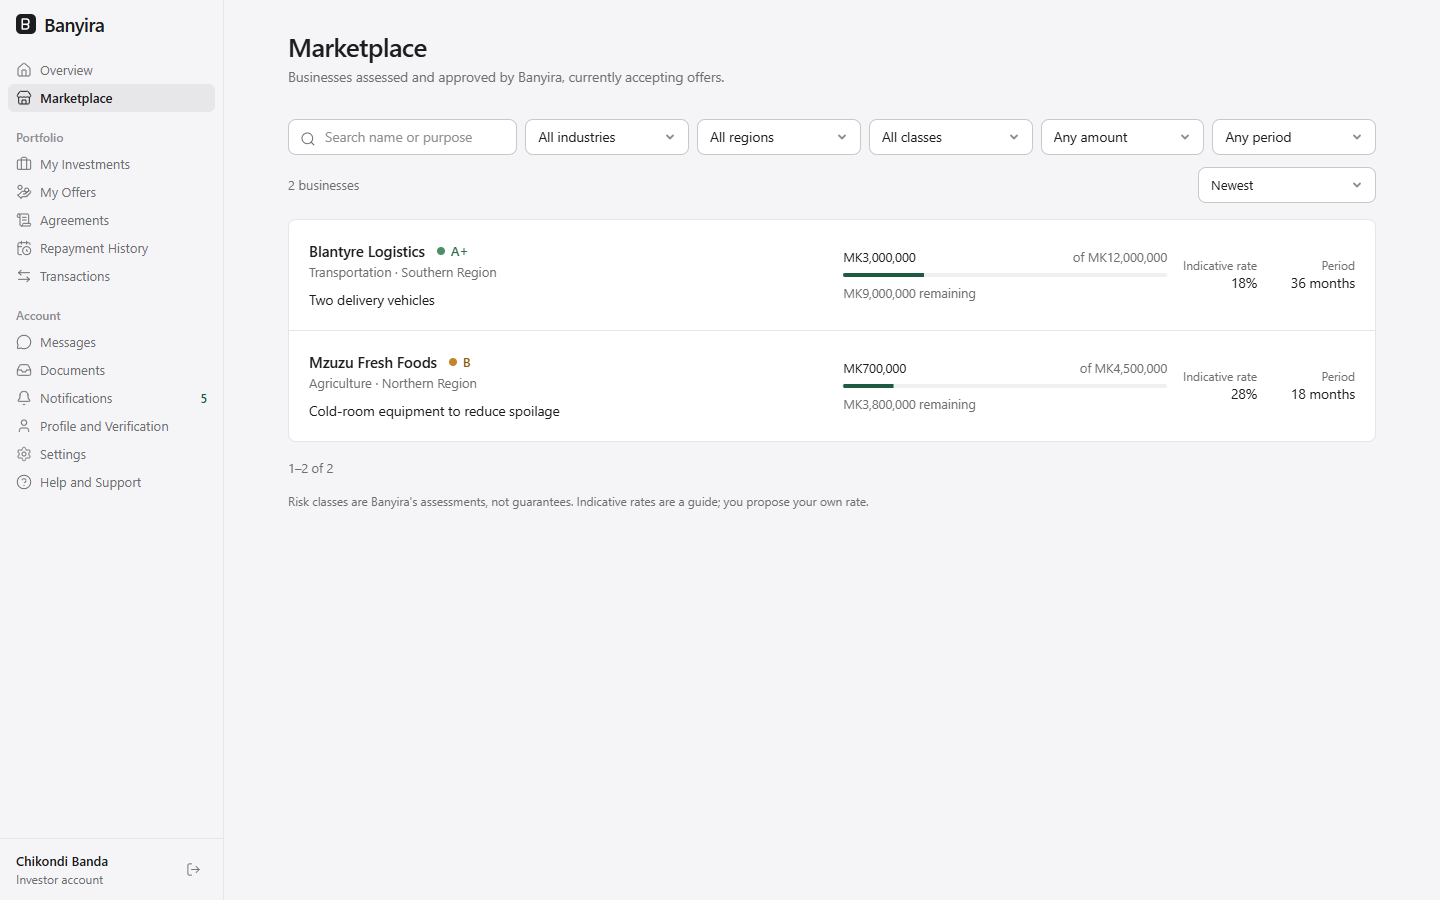 B Banyira
Overview
Marketplace
Portfolio
My Investments
My Offers
Agreements
Repayment History
Transactions
Account
Messages
Documents
Notifications 5
Profile and Verification
Settings
Help and Support
Chikondi Banda
Investor account
Marketplace
Businesses assessed and approved by Banyira, currently accepting offers.
Search name or purpose All industries All regions All classes Any amount Any period
2 businesses Newest
Blantyre Logistics A+
Transportation · Southern Region
Two delivery vehicles
MK3,000,000 of MK12,000,000
MK9,000,000 remaining
Indicative rate
18%
Period
36 months
Mzuzu Fresh Foods B
Agriculture · Northern Region
Cold-room equipment to reduce spoilage
MK700,000 of MK4,500,000
MK3,800,000 remaining
Indicative rate
28%
Period
18 months
1–2 of 2
Risk classes are Banyira's assessments, not guarantees. Indicative rates are a guide; you propose your own rate.